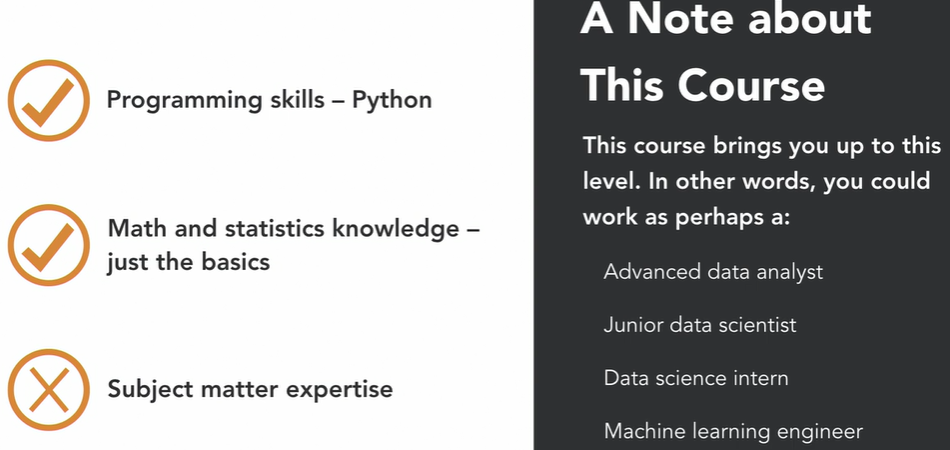 Programming skills – Python
Math and statistics knowledge –
just the basics
Subject matter expertise
A Note about
This Course
This course brings you up to this
level. In other words, you could
work as perhaps a:
Advanced data analyst
Junior data scientist
Data science intern
Machine learning engineer